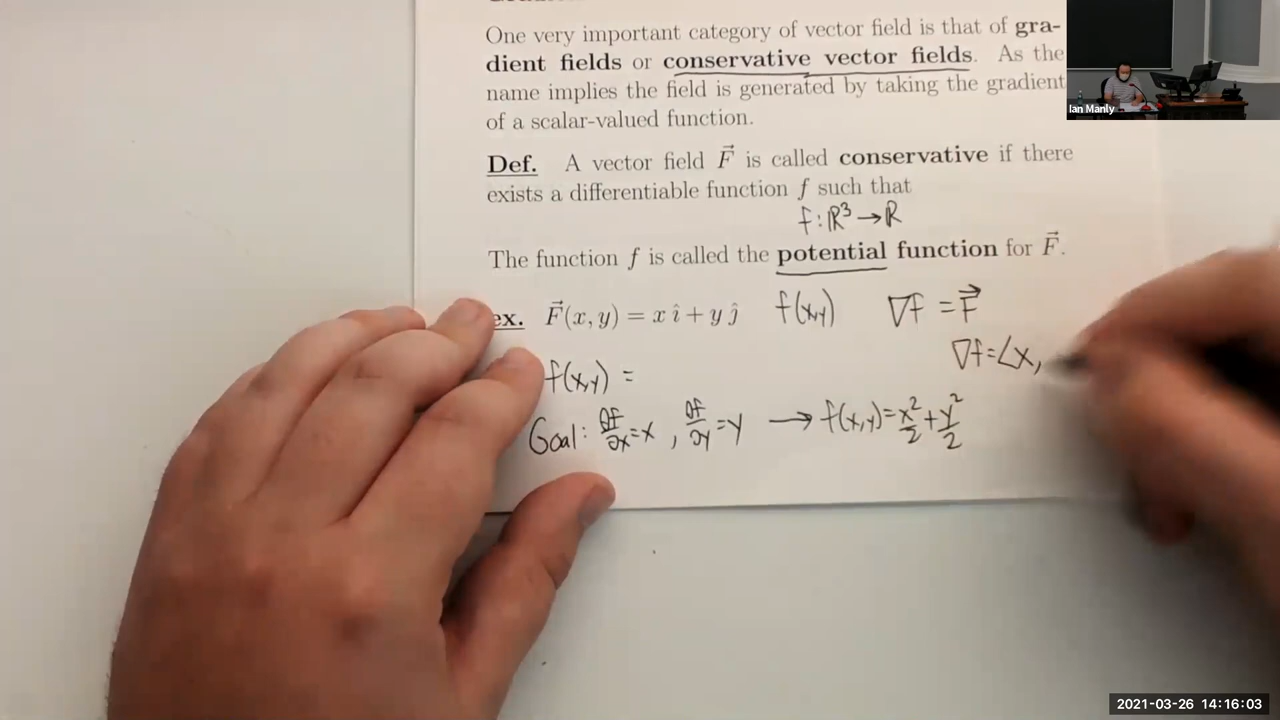 One very important category of vector field is that of gra-
dient fields or conservative vector fields. As the
name implies the field is generated by taking the gradient
of a scalar-valued function.
Ian Manly
Def. A vector field F⃗ is called conservative if there
exists a differentiable function f such that
f:ℝ³→ℝ
The function f is called the potential function for F⃗.
ex. F⃗(x, y) = x î + y ĵ f(x,y) ∇f = F⃗
∇f=<x,
f(x,y) =
Goal: ∂f/∂x=x , ∂f/∂y=y → f(x,y)=x²/2+y²/2
2021-03-26 14:16:03